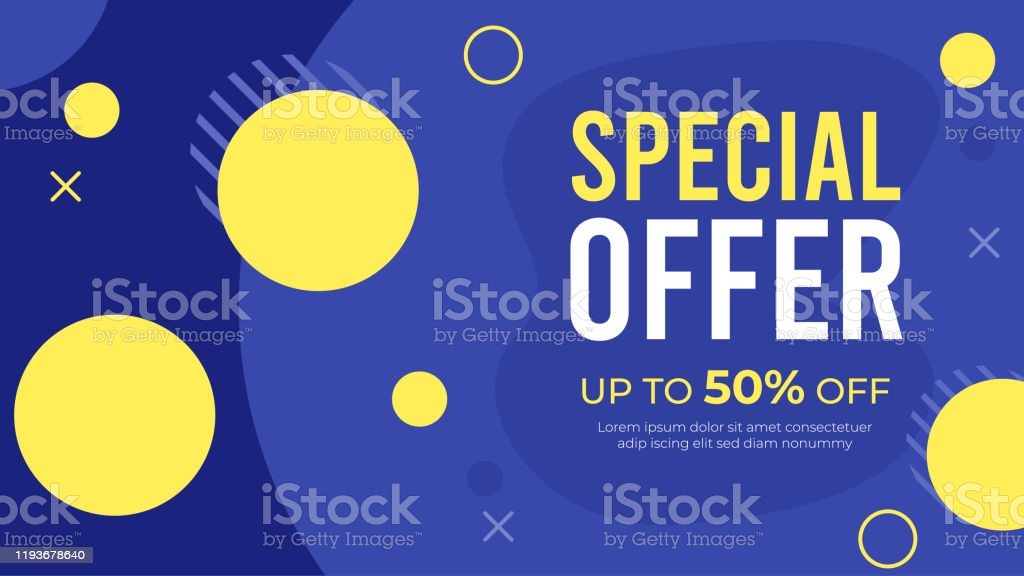 SPECIAL
OFFER
UP TO 50% OFF
Lorem ipsum dolor sit amet consectetuer
adip iscing elit sed diam nonummy
iStock
by Getty Images™
1193678640